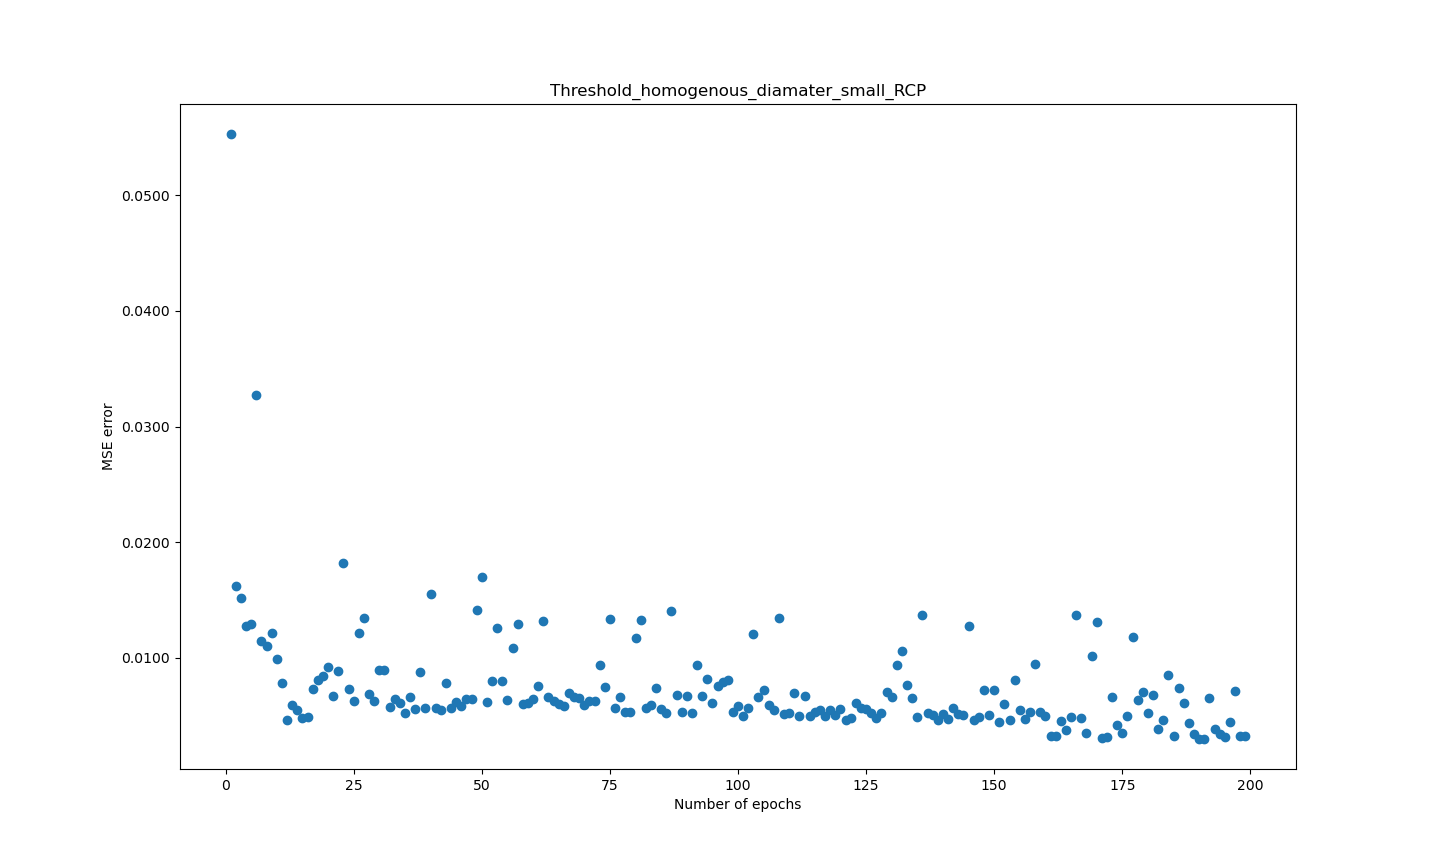 Threshold_homogenous_diamater_small_RCP
0.0500
0.0400
0.0300
0.0200
0.0100
MSE error
0 25 50 75 100 125 150 175 200
Number of epochs